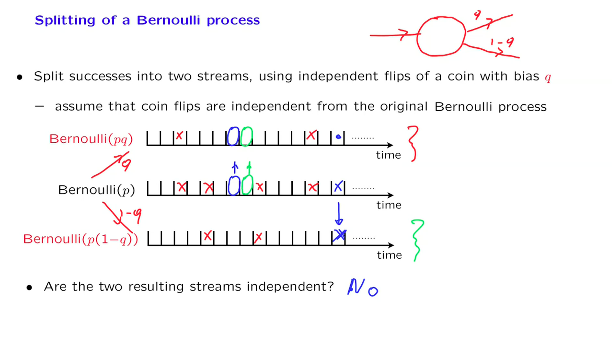 Splitting of a Bernoulli process
q
1-q
• Split successes into two streams, using independent flips of a coin with bias q
– assume that coin flips are independent from the original Bernoulli process
Bernoulli(pq)
.........
time
q
Bernoulli(p)
.........
time
1-q
Bernoulli(p(1−q))
.........
time
• Are the two resulting streams independent? No